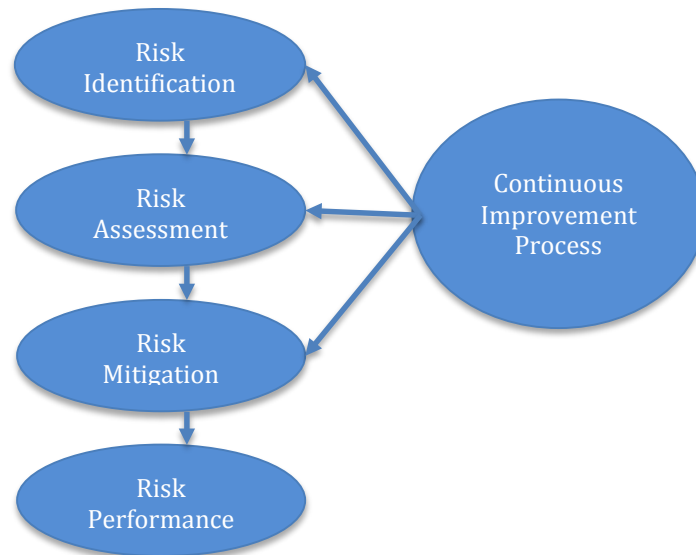 Risk
Identification
Risk
Assessment
Continuous
Improvement
Process
Risk
Mitigation
Risk
Performance